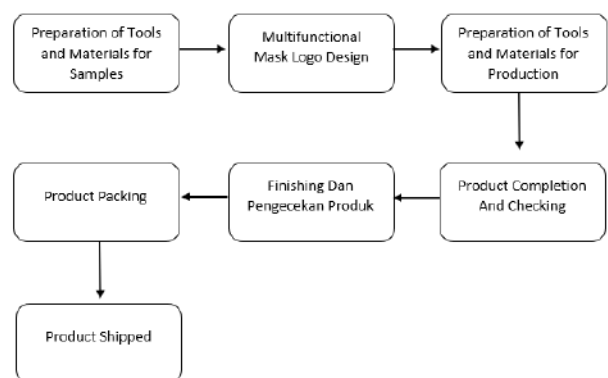 Preparation of Tools
and Materials for
Samples
Multifunctional
Mask Logo Design
Preparation of Tools
and Materials for
Production
Product Completion
And Checking
Finishing Dan
Pengecekan Produk
Product Packing
Product Shipped